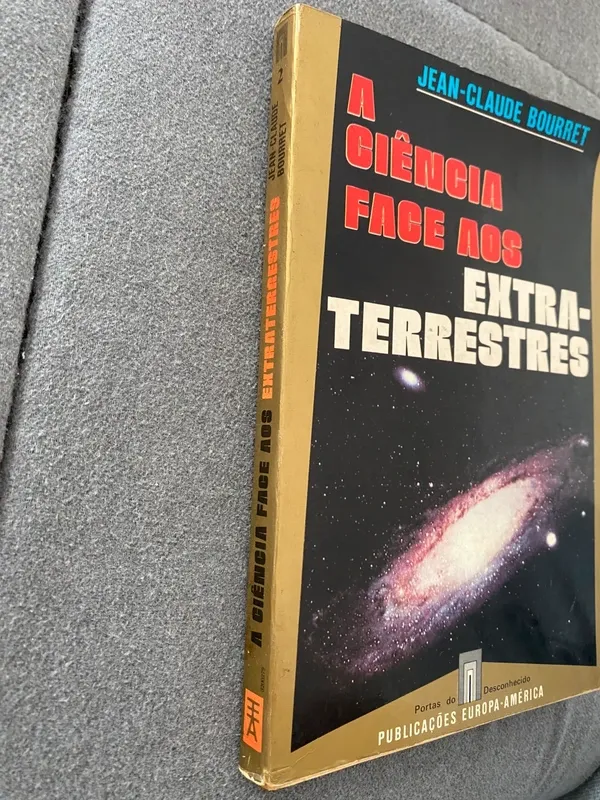 JEAN-CLAUDE BOURRET
A
CIÊNCIA
FACE AOS
EXTRA-
TERRESTRES
Portas do Desconhecido
PUBLICAÇÕES EUROPA-AMÉRICA
2
JEAN-CLAUDE
BOURRET
A CIÊNCIA FACE AOS EXTRATERRESTRES